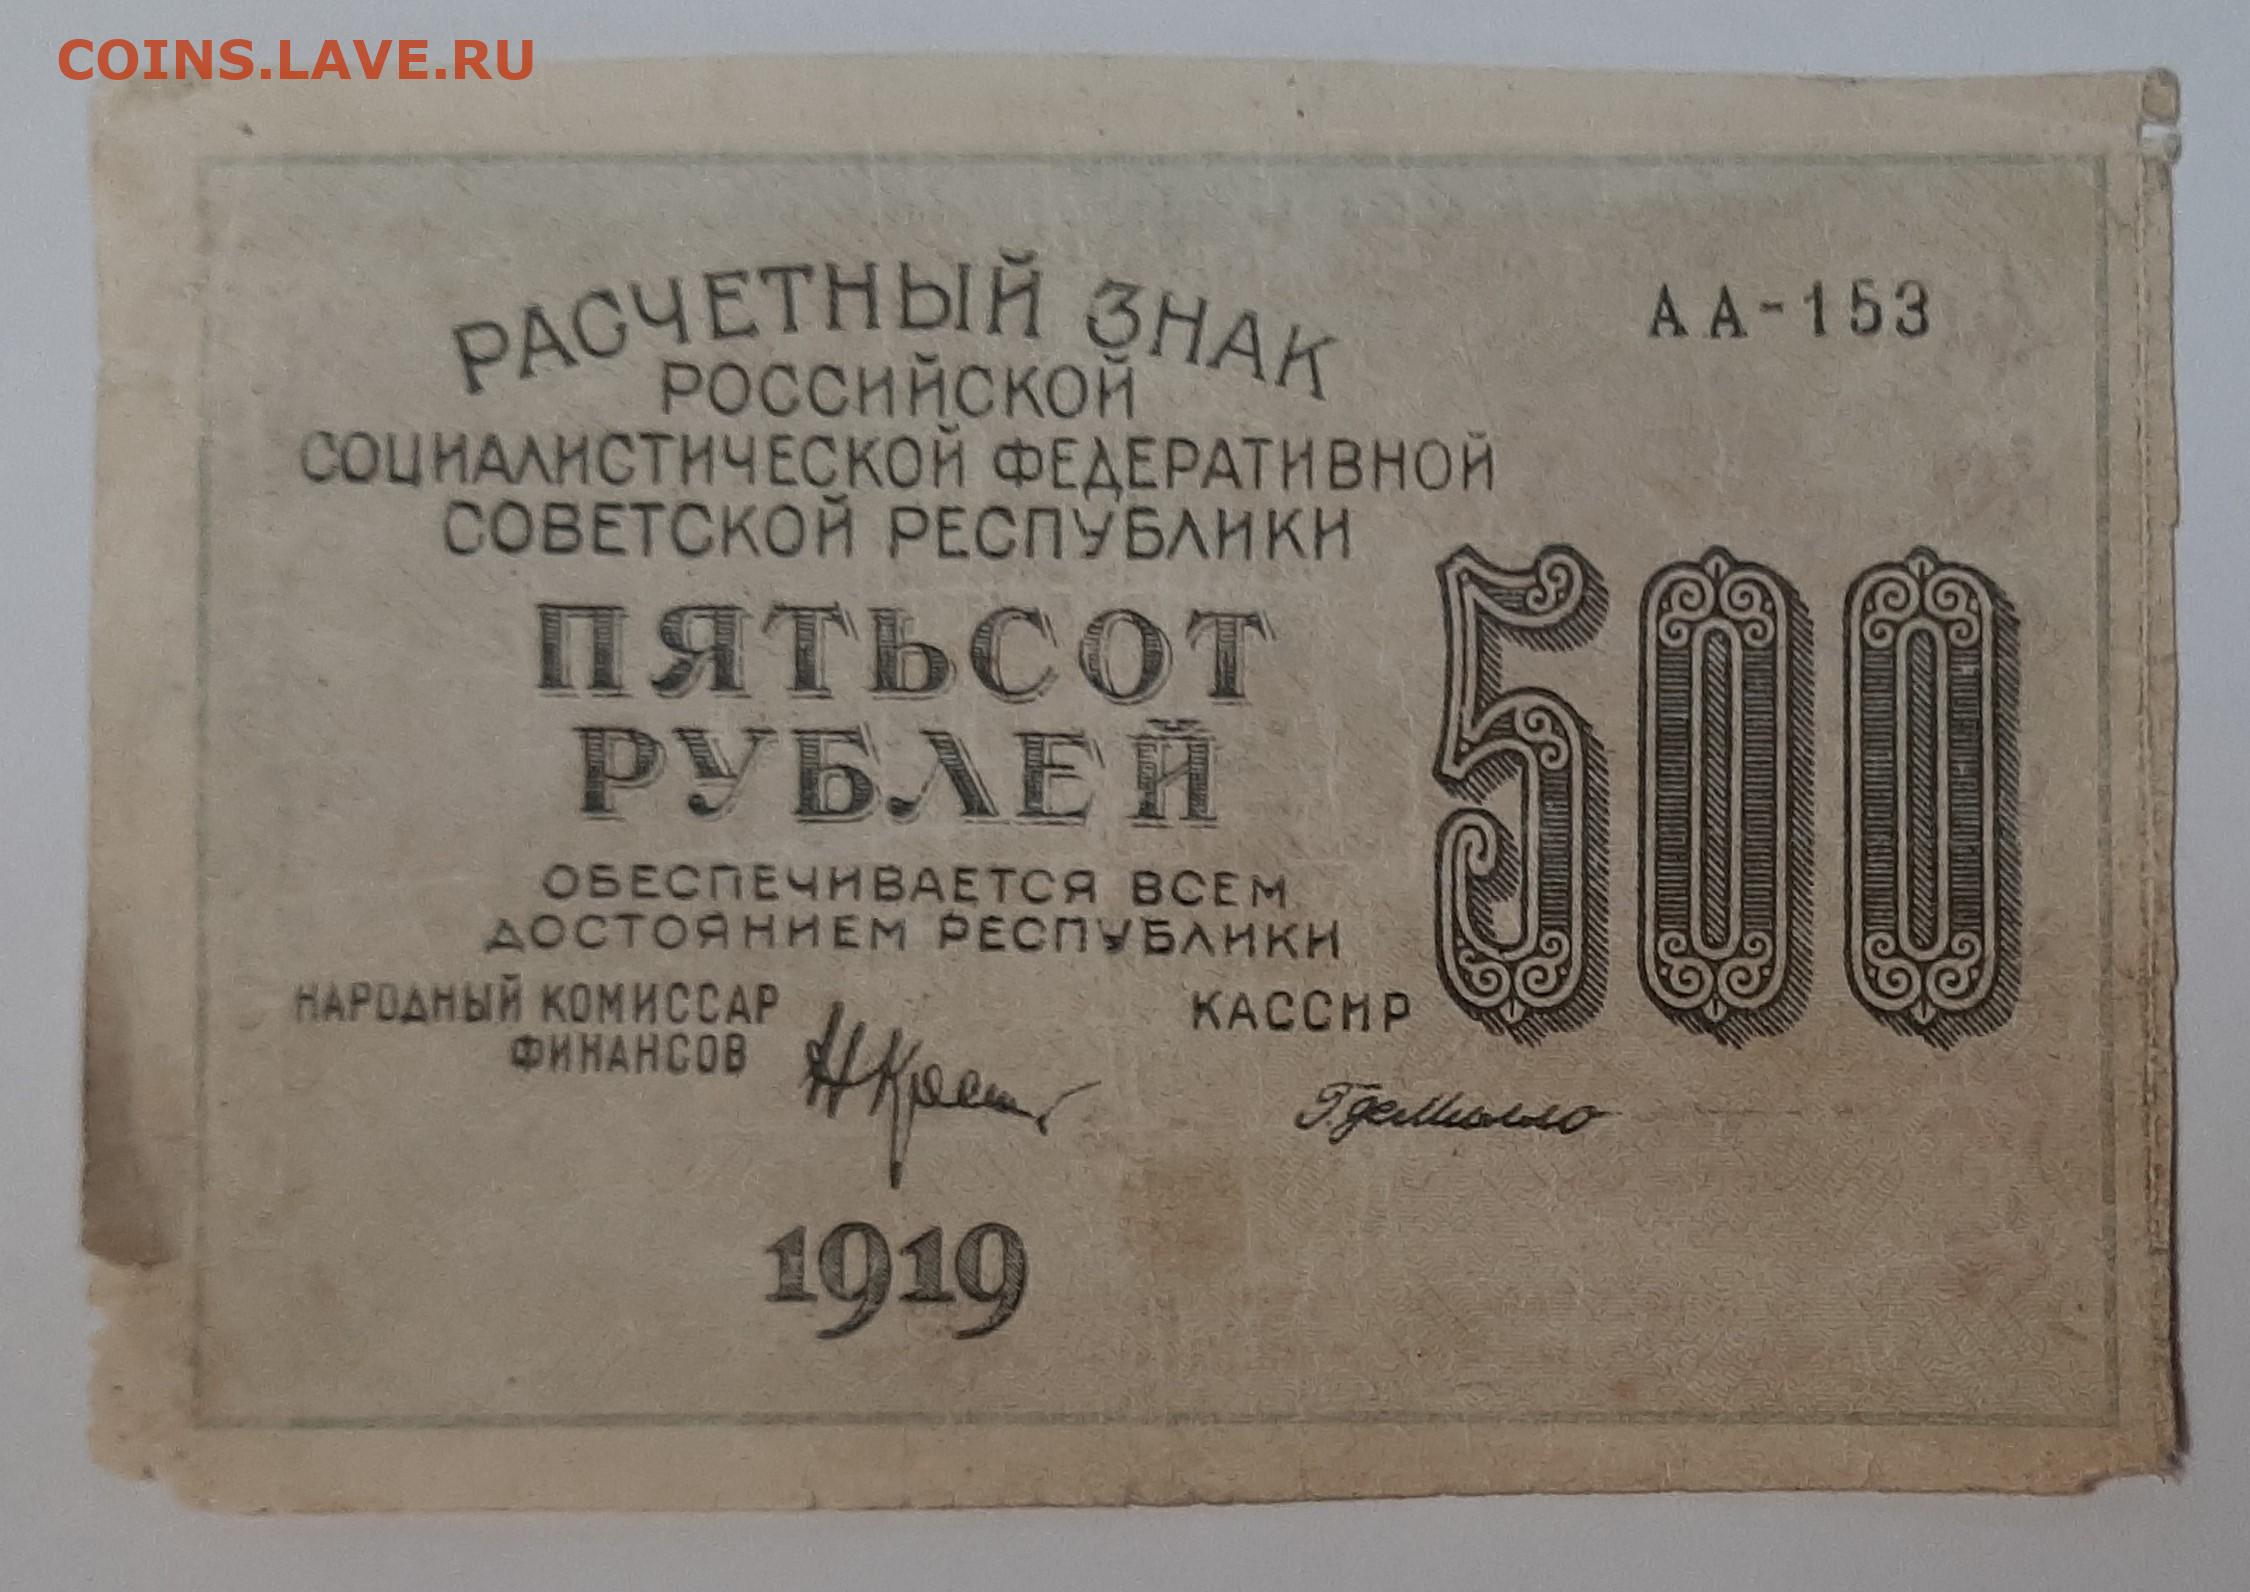 COINS.LAVE.RU
РАСЧЕТНЫЙ ЗНАК
РОССИЙСКОЙ
СОЦИАЛИСТИЧЕСКОЙ ФЕДЕРАТИВНОЙ
СОВЕТСКОЙ РЕСПУБЛИКИ
АА-153
ПЯТЬСОТ
РУБЛЕЙ
500
ОБЕСПЕЧИВАЕТСЯ ВСЕМ
ДОСТОЯНИЕМ РЕСПУБЛИКИ
НАРОДНЫЙ КОМИССАР
ФИНАНСОВ
КАССИР
Г.деМилло
1919